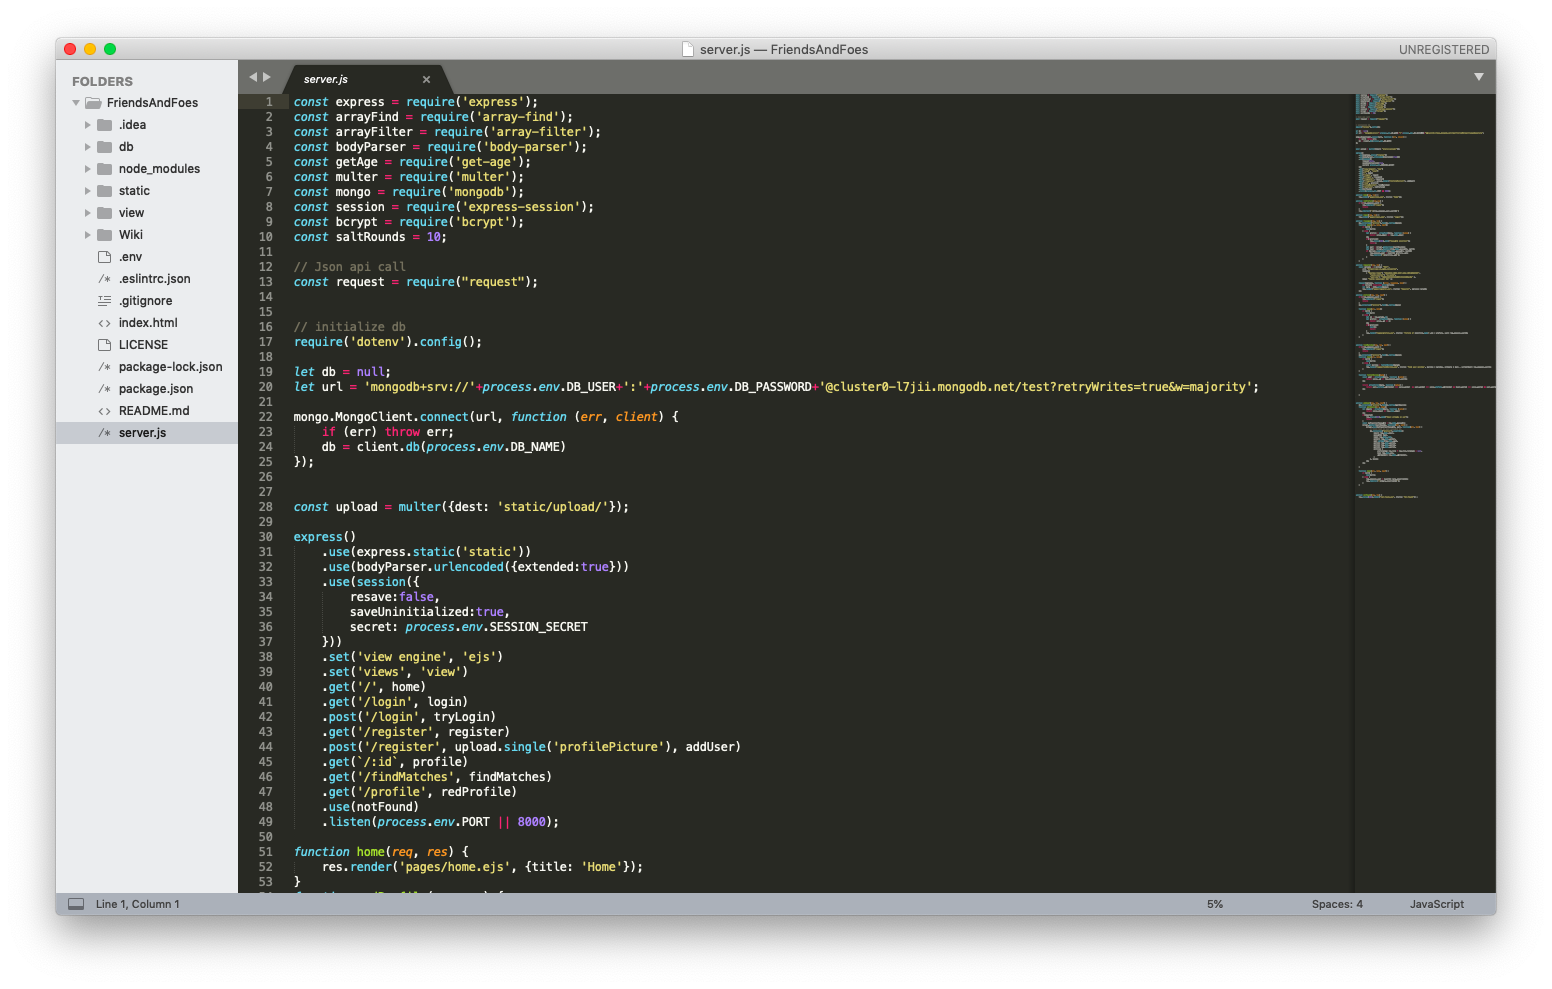 server.js — FriendsAndFoes
UNREGISTERED
FOLDERS
FriendsAndFoes
.idea
db
node_modules
static
view
Wiki
.env
/* .eslintrc.json
.gitignore
<> index.html
LICENSE
/* package-lock.json
/* package.json
<> README.md
/* server.js
server.js ×
1 const express = require('express');
2 const arrayFind = require('array-find');
3 const arrayFilter = require('array-filter');
4 const bodyParser = require('body-parser');
5 const getAge = require('get-age');
6 const multer = require('multer');
7 const mongo = require('mongodb');
8 const session = require('express-session');
9 const bcrypt = require('bcrypt');
10 const saltRounds = 10;
11
12 // Json api call
13 const request = require("request");
14
15
16 // initialize db
17 require('dotenv').config();
18
19 let db = null;
20 let url = 'mongodb+srv://'+process.env.DB_USER+':'+process.env.DB_PASSWORD+'@cluster0-l7jii.mongodb.net/test?retryWrites=true&w=majority';
21
22 mongo.MongoClient.connect(url, function (err, client) {
23     if (err) throw err;
24     db = client.db(process.env.DB_NAME)
25 });
26
27
28 const upload = multer({dest: 'static/upload/'});
29
30 express()
31     .use(express.static('static'))
32     .use(bodyParser.urlencoded({extended:true}))
33     .use(session({
34         resave:false,
35         saveUninitialized:true,
36         secret: process.env.SESSION_SECRET
37     }))
38     .set('view engine', 'ejs')
39     .set('views', 'view')
40     .get('/', home)
41     .get('/login', login)
42     .post('/login', tryLogin)
43     .get('/register', register)
44     .post('/register', upload.single('profilePicture'), addUser)
45     .get(`/:id`, profile)
46     .get('/findMatches', findMatches)
47     .get('/profile', redProfile)
48     .use(notFound)
49     .listen(process.env.PORT || 8000);
50
51 function home(req, res) {
52     res.render('pages/home.ejs', {title: 'Home'});
53 }
Line 1, Column 1
5%
Spaces: 4
JavaScript